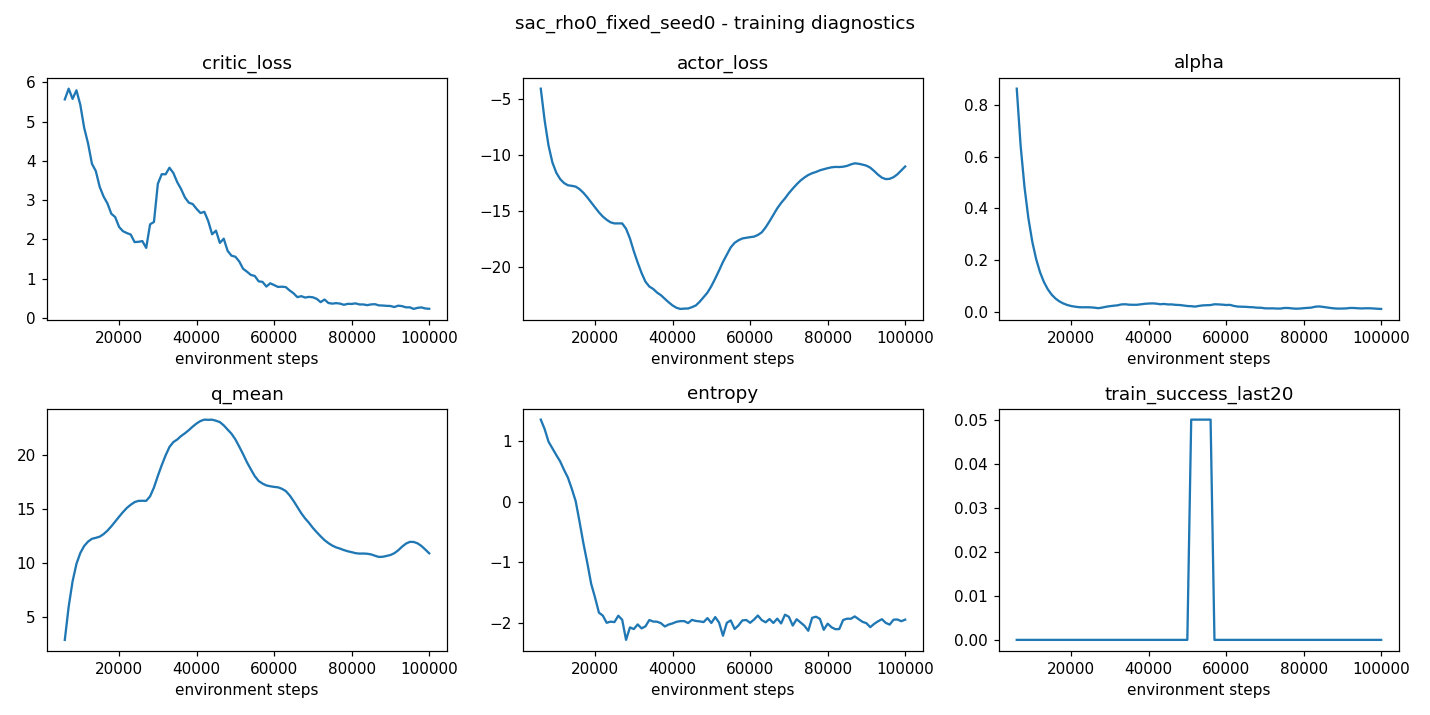 sac_rho0_fixed_seed0 - training diagnostics
critic_loss
6
5
4
3
2
1
0
20000 40000 60000 80000 100000
environment steps
actor_loss
−5
−10
−15
−20
20000 40000 60000 80000 100000
environment steps
alpha
0.8
0.6
0.4
0.2
0.0
20000 40000 60000 80000 100000
environment steps
q_mean
20
15
10
5
20000 40000 60000 80000 100000
environment steps
entropy
1
0
−1
−2
20000 40000 60000 80000 100000
environment steps
train_success_last20
0.05
0.04
0.03
0.02
0.01
0.00
20000 40000 60000 80000 100000
environment steps